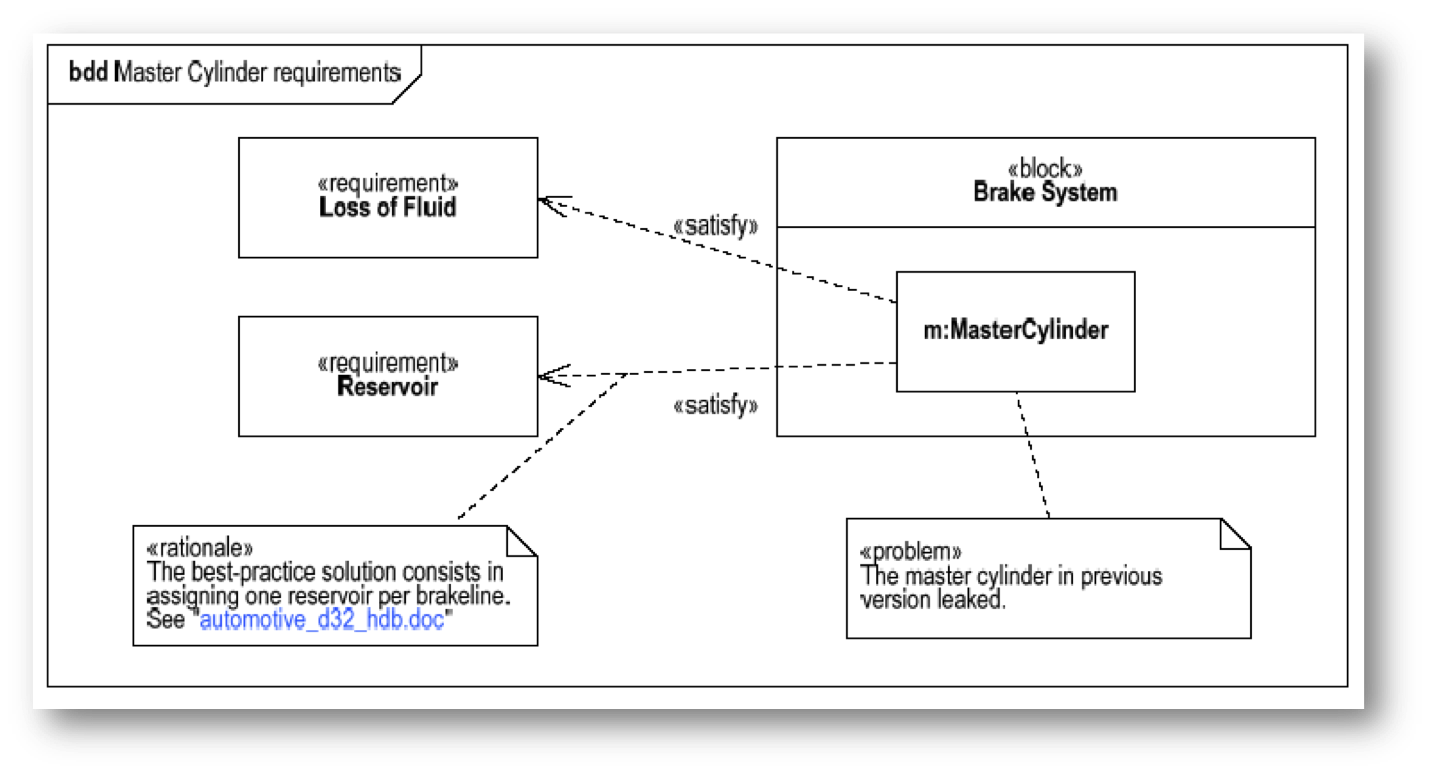 bdd Master Cylinder requirements
«requirement»
Loss of Fluid
«satisfy»
«block»
Brake System
m:MasterCylinder
«requirement»
Reservoir
«satisfy»
«rationale»
The best-practice solution consists in
assigning one reservoir per brakeline.
See "automotive_d32_hdb.doc"
«problem»
The master cylinder in previous
version leaked.